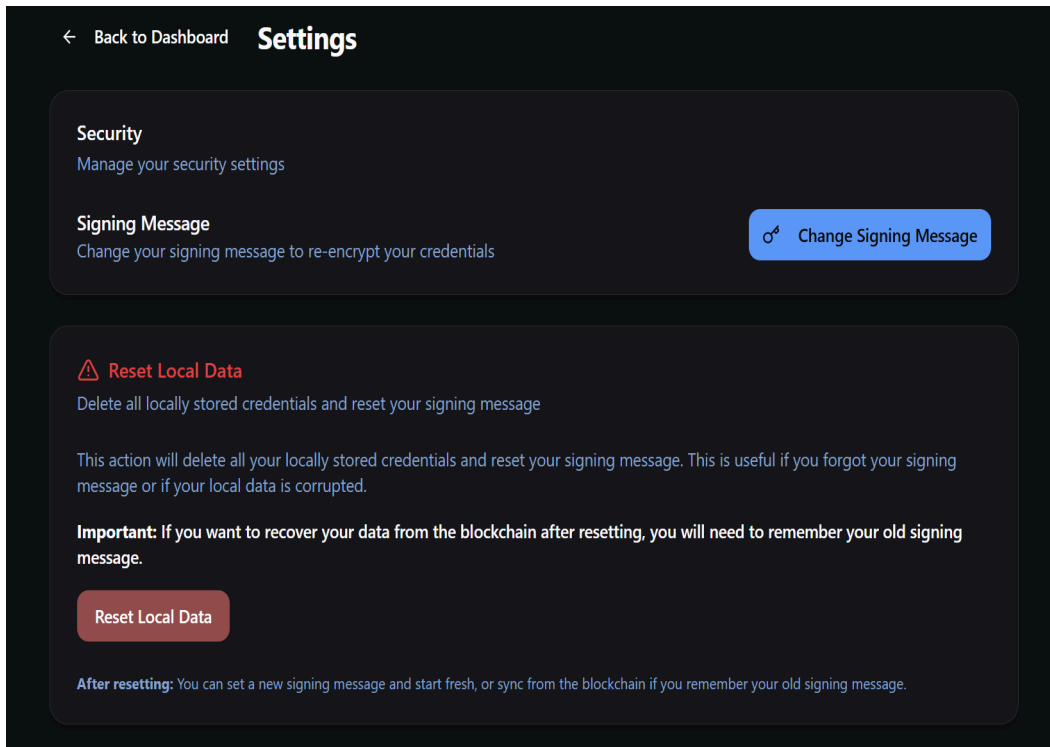 Back to Dashboard Settings
Security
Manage your security settings
Signing Message
Change your signing message to re-encrypt your credentials
Change Signing Message
Reset Local Data
Delete all locally stored credentials and reset your signing message
This action will delete all your locally stored credentials and reset your signing message. This is useful if you forgot your signing
message or if your local data is corrupted.
Important: If you want to recover your data from the blockchain after resetting, you will need to remember your old signing
message.
Reset Local Data
After resetting: You can set a new signing message and start fresh, or sync from the blockchain if you remember your old signing message.